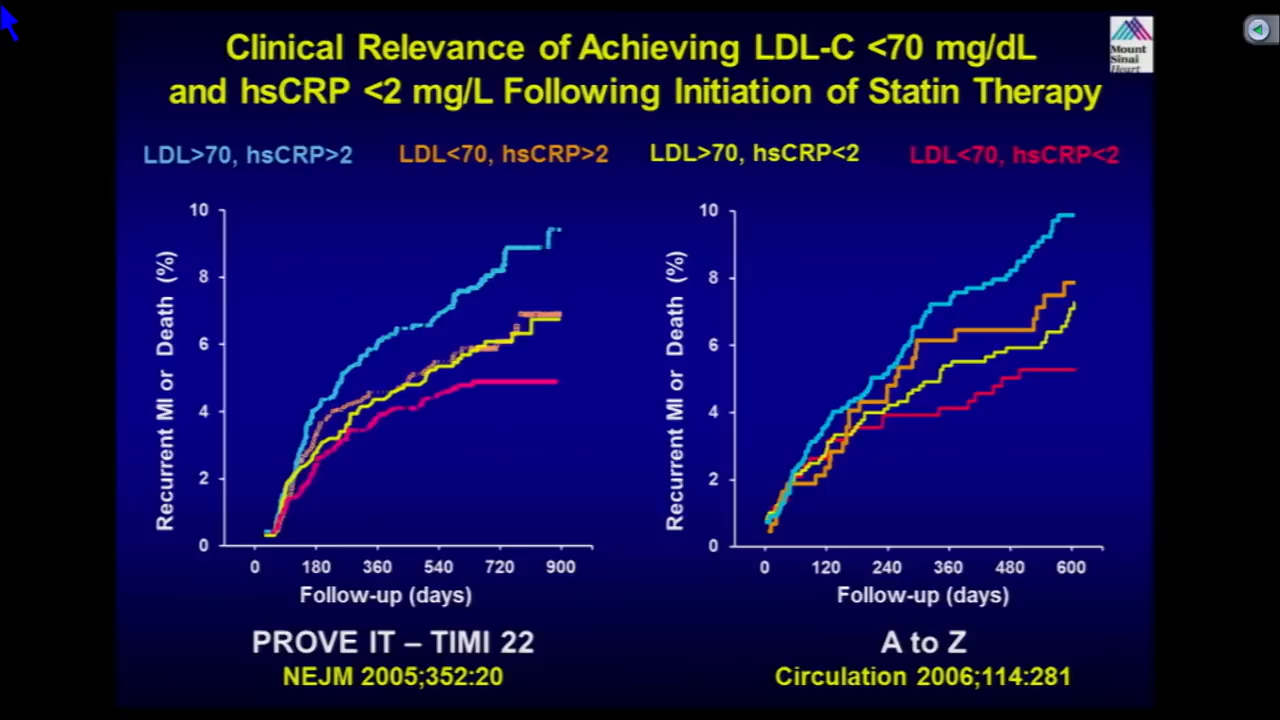 Clinical Relevance of Achieving LDL-C <70 mg/dL
and hsCRP <2 mg/L Following Initiation of Statin Therapy
Mount
Sinai
Heart
LDL>70, hsCRP>2
LDL<70, hsCRP>2
LDL>70, hsCRP<2
LDL<70, hsCRP<2
Recurrent MI or Death (%)
10
8
6
4
2
0
0 180 360 540 720 900
Follow-up (days)
PROVE IT – TIMI 22
NEJM 2005;352:20
Recurrent MI or Death (%)
10
8
6
4
2
0
0 120 240 360 480 600
Follow-up (days)
A to Z
Circulation 2006;114:281